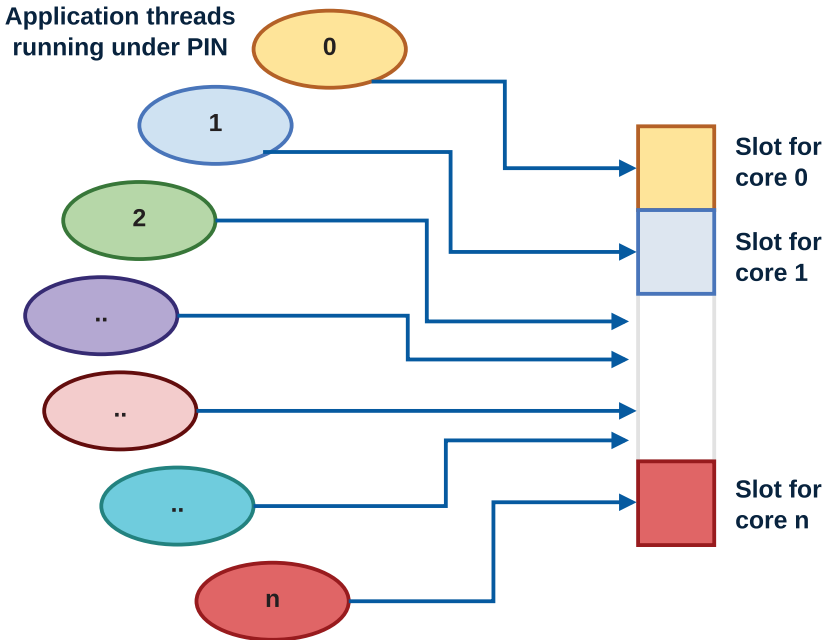 Application threads
running under PIN
0
1
2
..
..
..
n
Slot for
core 0
Slot for
core 1
Slot for
core n